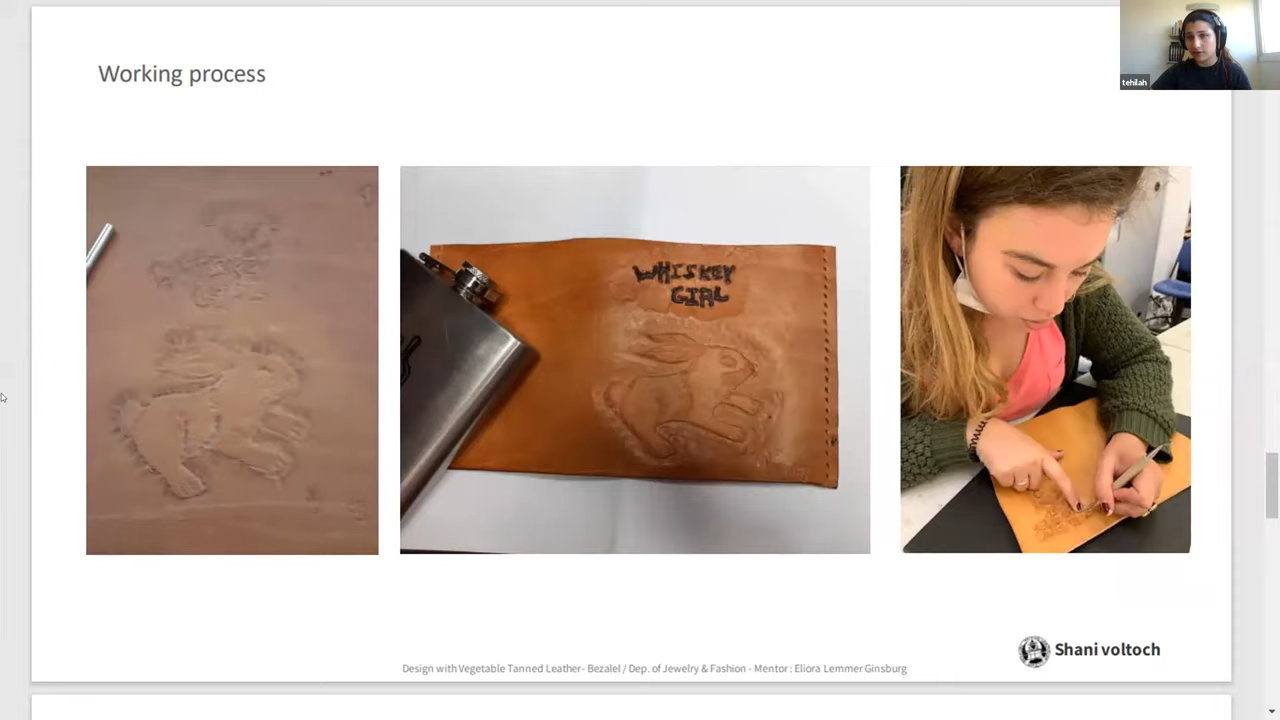 Working process
tehilah
WHISKEY
GIRL
Shani voltoch
Design with Vegetable Tanned Leather- Bezalel / Dep. of Jewelry & Fashion - Mentor : Eliora Lemmer Ginsburg